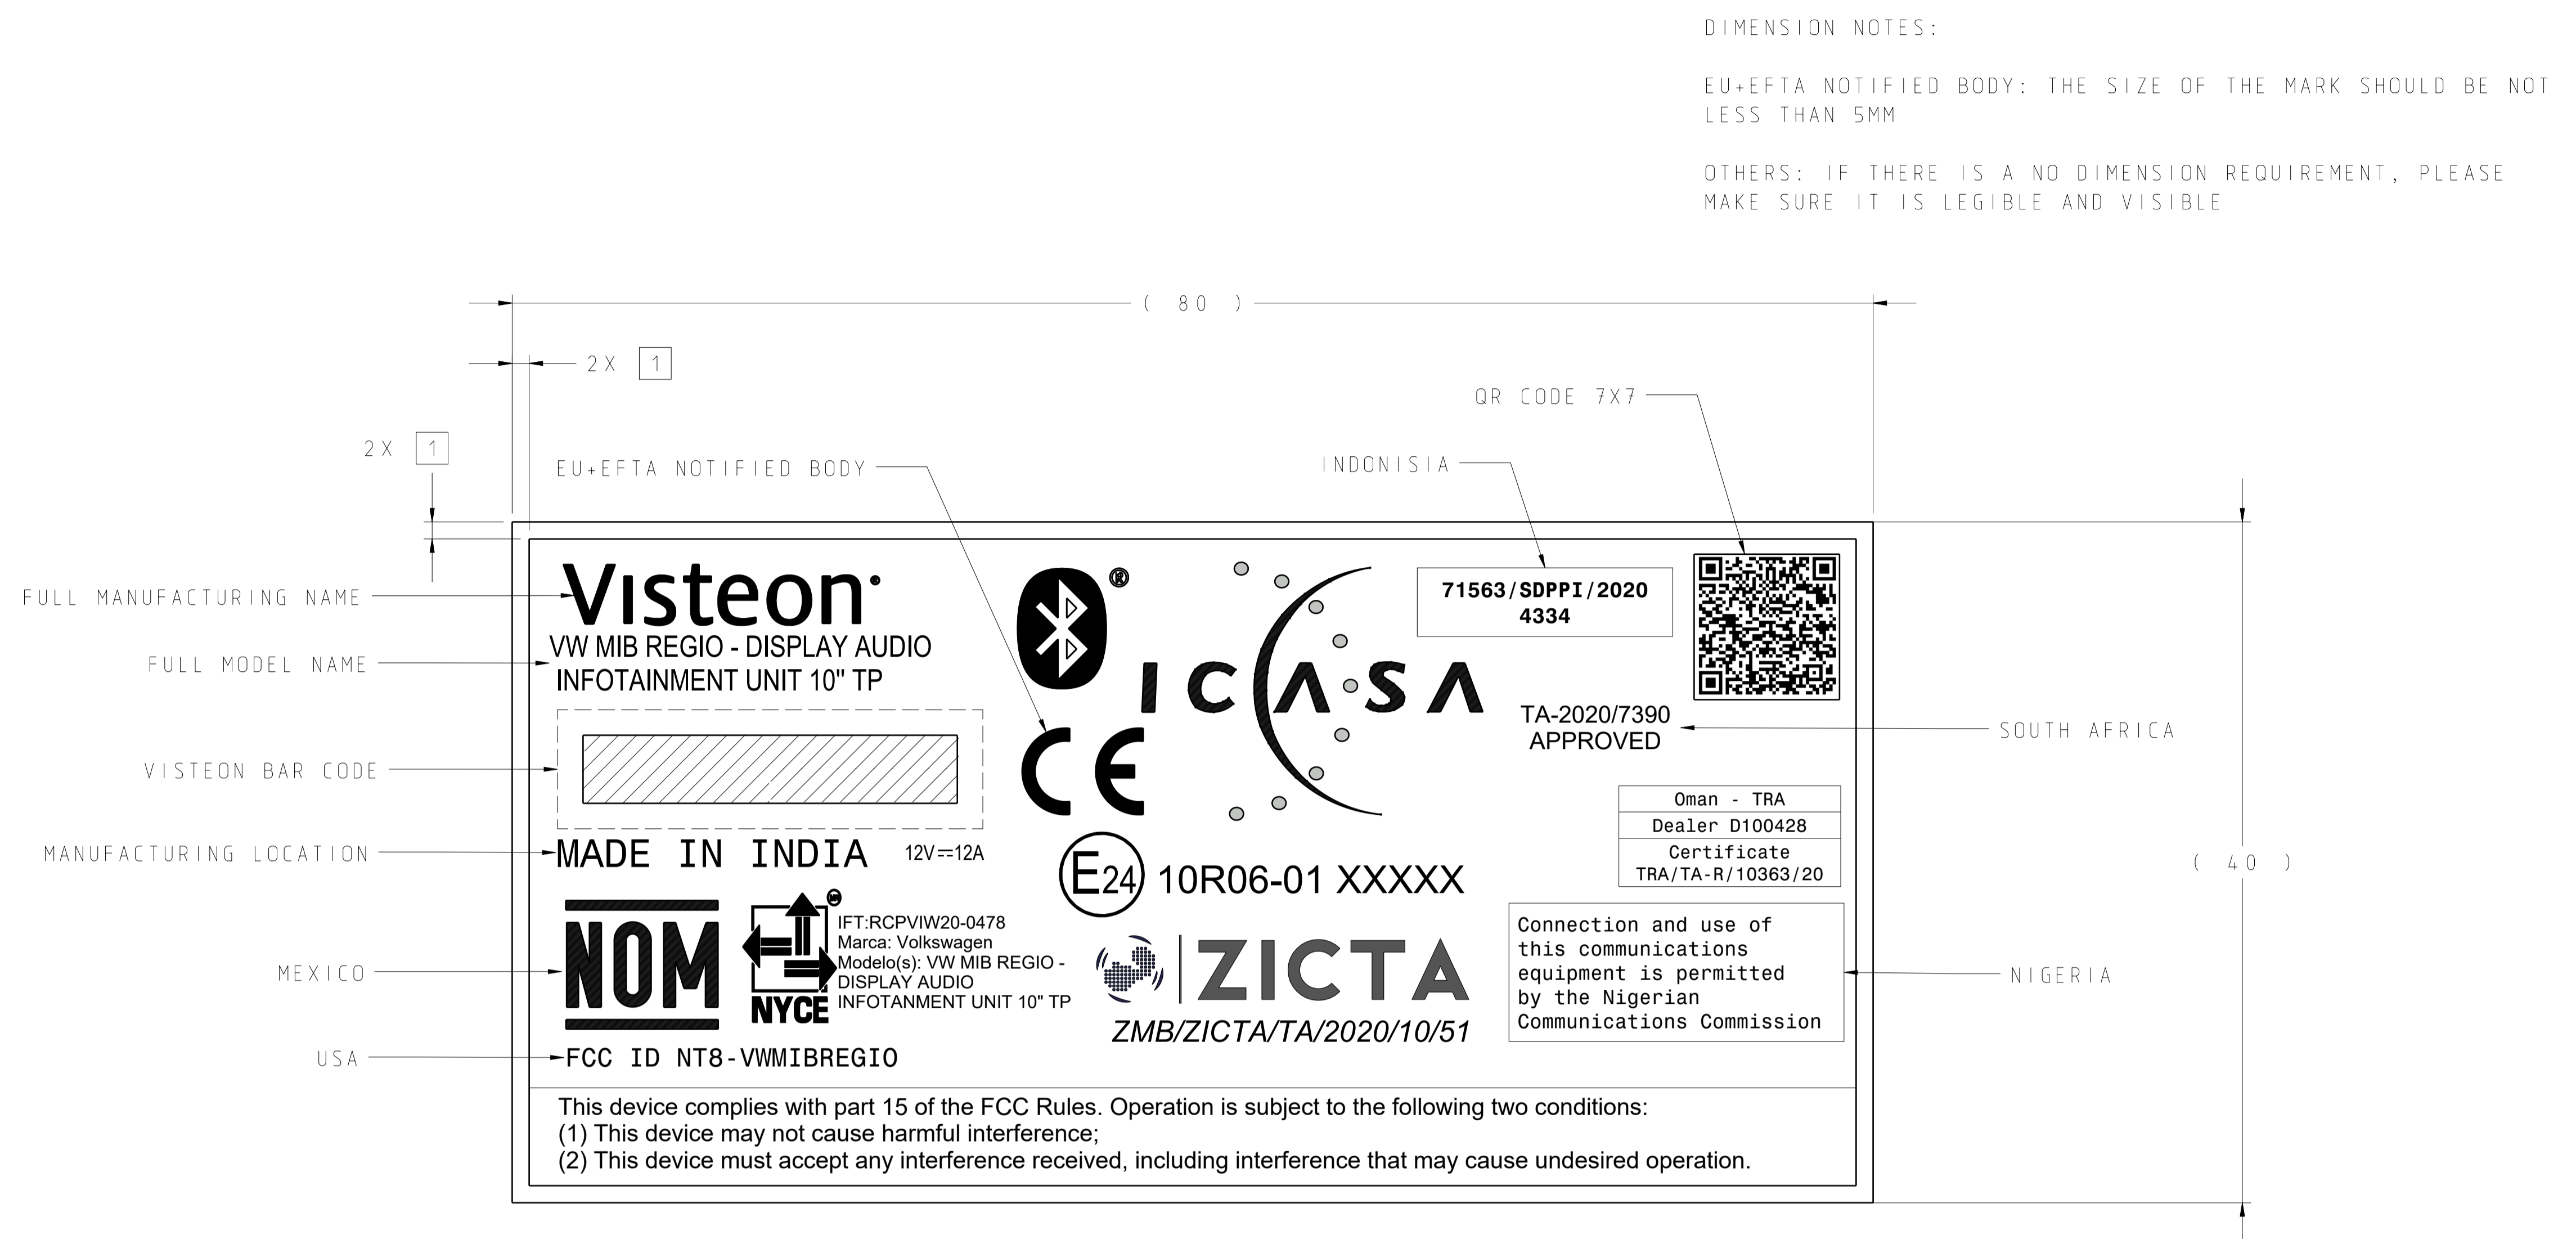 DIMENSION NOTES:
EU+EFTA NOTIFIED BODY: THE SIZE OF THE MARK SHOULD BE NOT
LESS THAN 5MM
OTHERS: IF THERE IS A NO DIMENSION REQUIREMENT, PLEASE
MAKE SURE IT IS LEGIBLE AND VISIBLE
( 80 )
2X 1
QR CODE 7X7
2X 1
EU+EFTA NOTIFIED BODY
INDONISIA
FULL MANUFACTURING NAME
Visteon®
FULL MODEL NAME
VW MIB REGIO - DISPLAY AUDIO
INFOTAINMENT UNIT 10" TP
®
ICASA
71563/SDPPI/2020
4334
TA-2020/7390
APPROVED
SOUTH AFRICA
VISTEON BAR CODE
CE
Oman - TRA
Dealer D100428
Certificate
TRA/TA-R/10363/20
( 40 )
MANUFACTURING LOCATION
MADE IN INDIA
12V⎓12A
E24 10R06-01 XXXXX
MEXICO
NOM
NYCE
MR
IFT:RCPVIW20-0478
Marca: Volkswagen
Modelo(s): VW MIB REGIO -
DISPLAY AUDIO
INFOTANMENT UNIT 10" TP
ZICTA
ZMB/ZICTA/TA/2020/10/51
Connection and use of
this communications
equipment is permitted
by the Nigerian
Communications Commission
NIGERIA
USA
FCC ID NT8-VWMIBREGIO
This device complies with part 15 of the FCC Rules. Operation is subject to the following two conditions:
(1) This device may not cause harmful interference;
(2) This device must accept any interference received, including interference that may cause undesired operation.